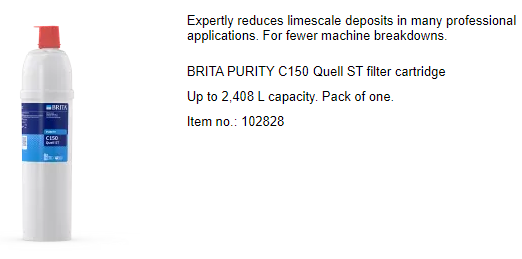 Expertly reduces limescale deposits in many professional
applications. For fewer machine breakdowns.
BRITA PURITY C150 Quell ST filter cartridge
Up to 2,408 L capacity. Pack of one.
Item no.: 102828
BRITA
C150
Quell ST